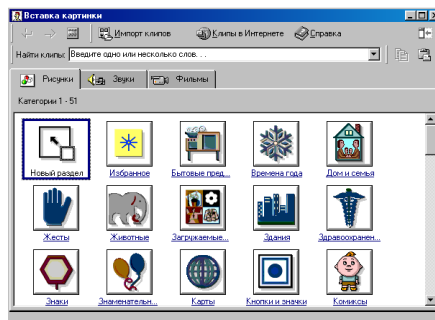 Вставка картинки
Импорт клипов Клипы в Интернете Справка
Найти клипы: Введите одно или несколько слов. . .
Рисунки Звуки Фильмы
Категории 1 - 51
Новый раздел Избранное Бытовые пред... Времена года Дом и семья
Жесты Животные Загружаемые... Здания Здравоохранен...
Знаки Знаменательн... Карты Кнопки и значки Комиксы